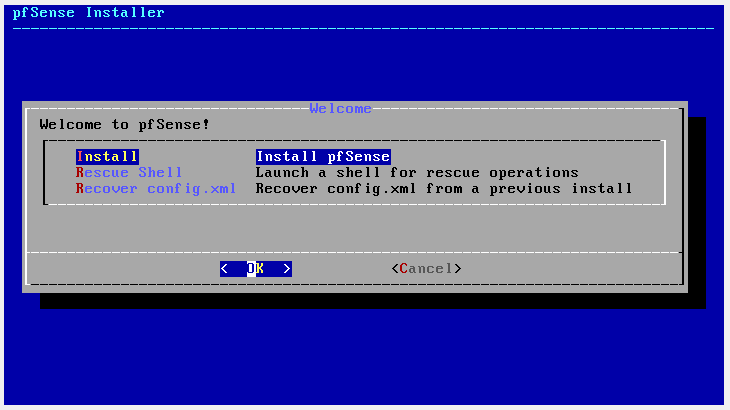 pfSense Installer
Welcome
Welcome to pfSense!
Install Install pfSense
Rescue Shell Launch a shell for rescue operations
Recover config.xml Recover config.xml from a previous install
< OK > <Cancel>